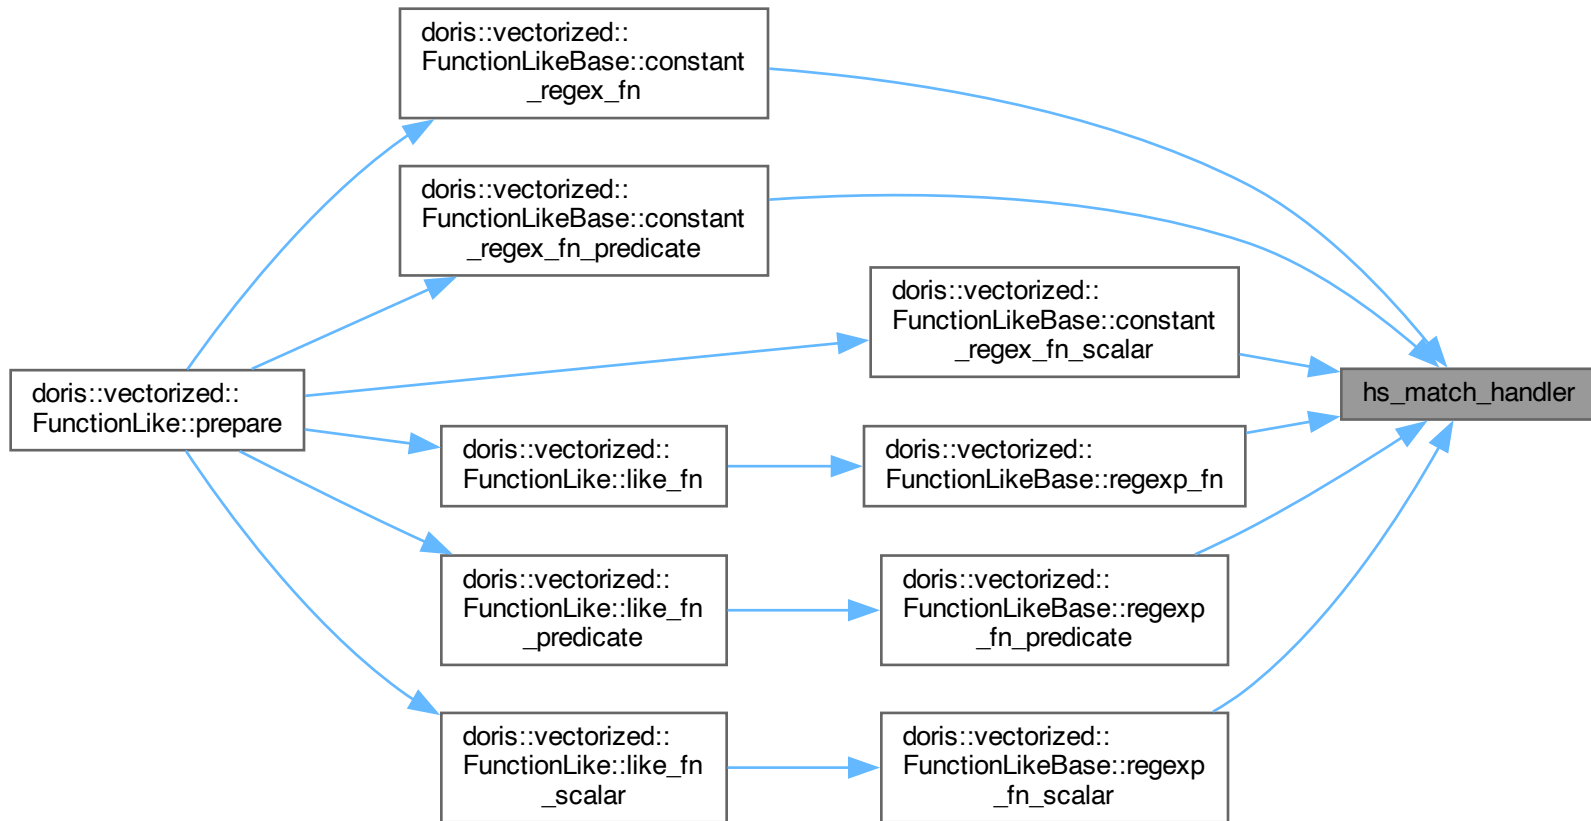 doris::vectorized::
FunctionLikeBase::constant
_regex_fn
doris::vectorized::
FunctionLikeBase::constant
_regex_fn_predicate
doris::vectorized::
FunctionLikeBase::constant
_regex_fn_scalar
doris::vectorized::
FunctionLike::prepare
hs_match_handler
doris::vectorized::
FunctionLike::like_fn
doris::vectorized::
FunctionLikeBase::regexp_fn
doris::vectorized::
FunctionLike::like_fn
_predicate
doris::vectorized::
FunctionLikeBase::regexp
_fn_predicate
doris::vectorized::
FunctionLike::like_fn
_scalar
doris::vectorized::
FunctionLikeBase::regexp
_fn_scalar